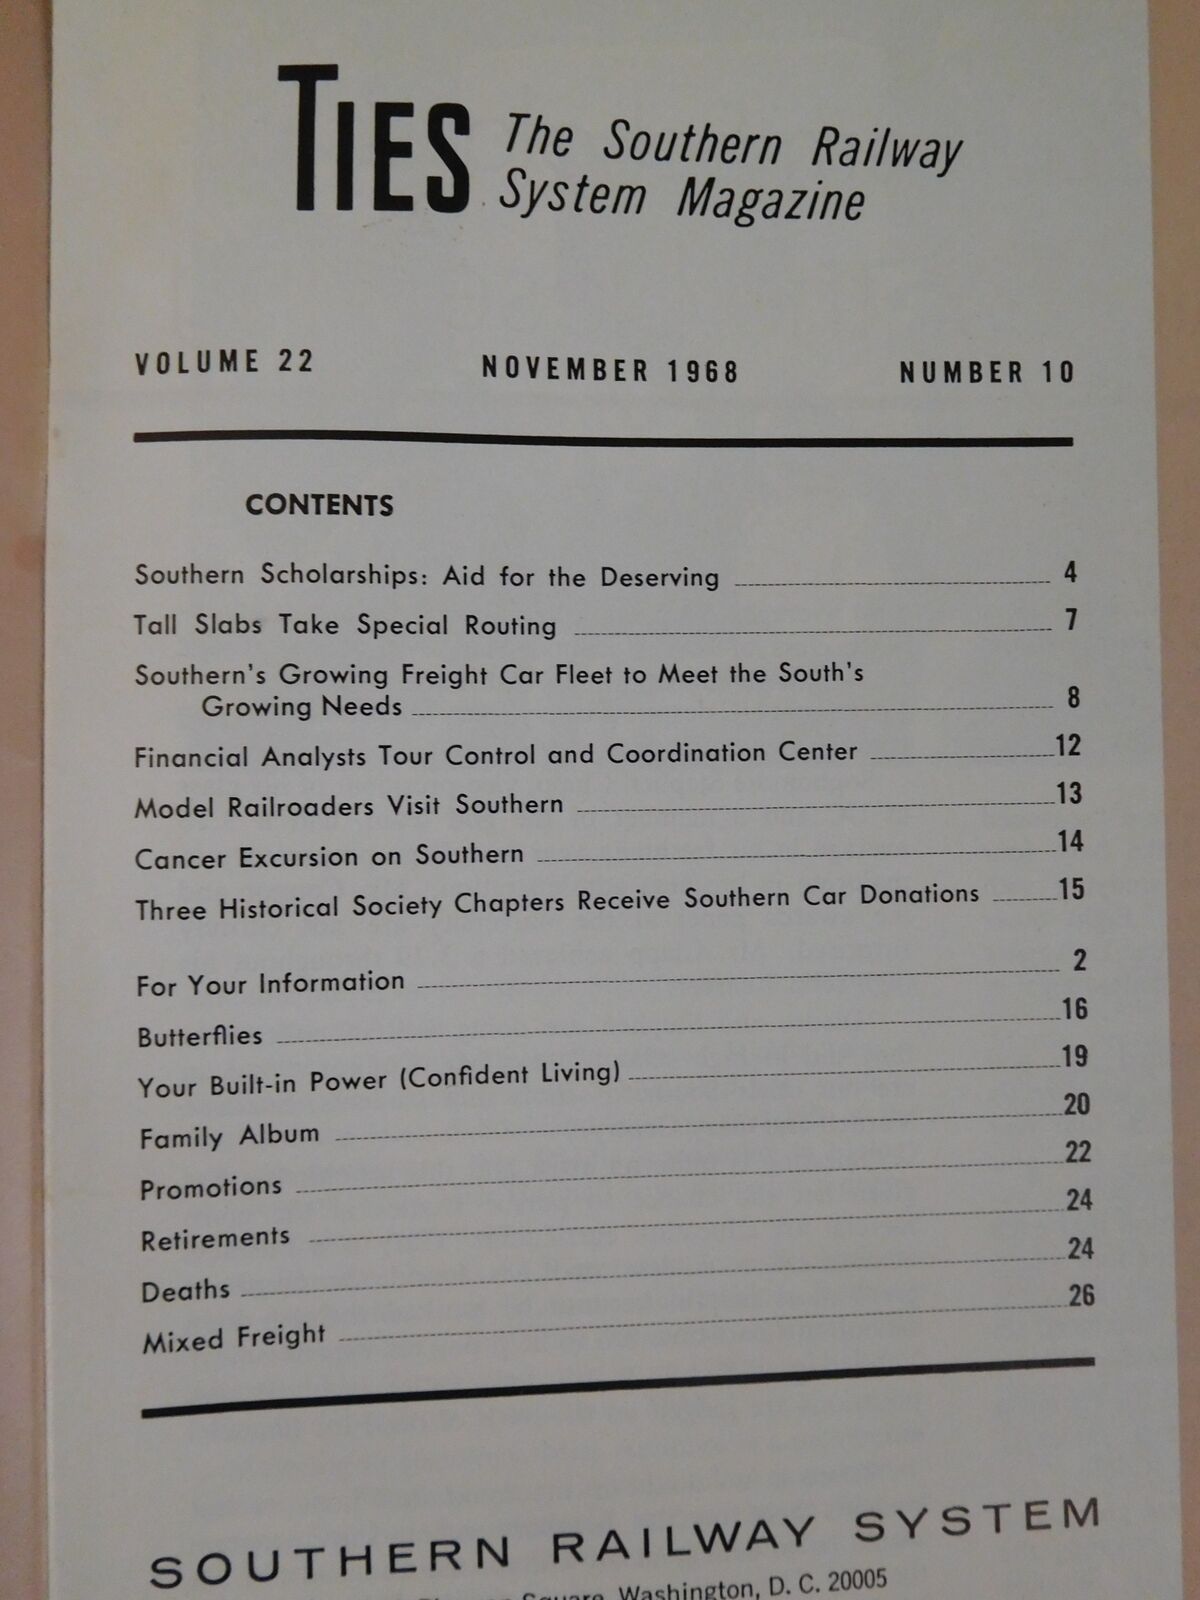 TIES The Southern Railway
System Magazine
VOLUME 22 NOVEMBER 1968 NUMBER 10
CONTENTS
Southern Scholarships: Aid for the Deserving 4
Tall Slabs Take Special Routing 7
Southern's Growing Freight Car Fleet to Meet the South's
Growing Needs 8
Financial Analysts Tour Control and Coordination Center 12
Model Railroaders Visit Southern 13
Cancer Excursion on Southern 14
Three Historical Society Chapters Receive Southern Car Donations 15
For Your Information 2
Butterflies 16
Your Built-in Power (Confident Living) 19
Family Album 20
Promotions 22
Retirements 24
Deaths 24
Mixed Freight 26
SOUTHERN RAILWAY SYSTEM
Square, Washington, D. C. 20005